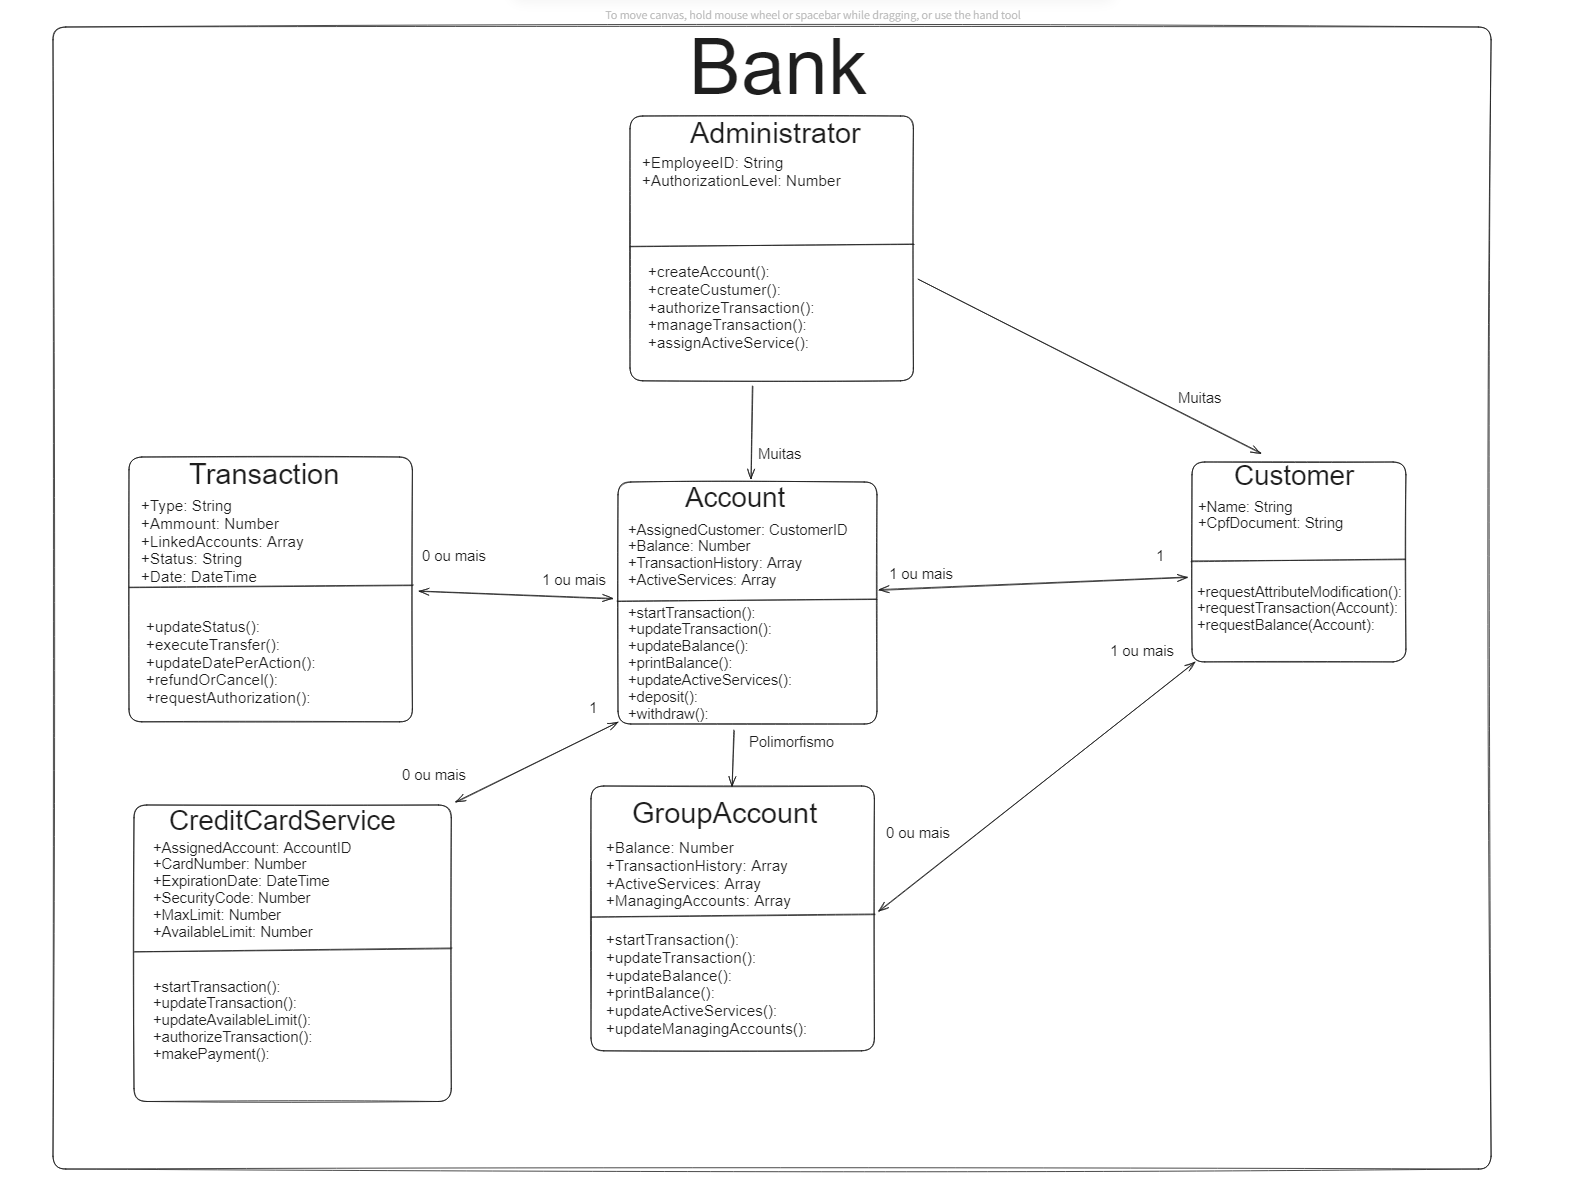 To move canvas, hold mouse wheel or spacebar while dragging, or use the hand tool
Bank
Administrator
+EmployeeID: String
+AuthorizationLevel: Number
+createAccount():
+createCustumer():
+authorizeTransaction():
+manageTransaction():
+assignActiveService():
Muitas
Muitas
Transaction
+Type: String
+Ammount: Number
+LinkedAccounts: Array
+Status: String
+Date: DateTime
+updateStatus():
+executeTransfer():
+updateDatePerAction():
+refundOrCancel():
+requestAuthorization():
0 ou mais
1 ou mais
Account
+AssignedCustomer: CustomerID
+Balance: Number
+TransactionHistory: Array
+ActiveServices: Array
+startTransaction():
+updateTransaction():
+updateBalance():
+printBalance():
+updateActiveServices():
+deposit():
+withdraw():
1 ou mais
1
Customer
+Name: String
+CpfDocument: String
+requestAttributeModification():
+requestTransaction(Account):
+requestBalance(Account):
1 ou mais
0 ou mais
1
0 ou mais
Polimorfismo
CreditCardService
+AssignedAccount: AccountID
+CardNumber: Number
+ExpirationDate: DateTime
+SecurityCode: Number
+MaxLimit: Number
+AvailableLimit: Number
+startTransaction():
+updateTransaction():
+updateAvailableLimit():
+authorizeTransaction():
+makePayment():
GroupAccount
+Balance: Number
+TransactionHistory: Array
+ActiveServices: Array
+ManagingAccounts: Array
+startTransaction():
+updateTransaction():
+updateBalance():
+printBalance():
+updateActiveServices():
+updateManagingAccounts():